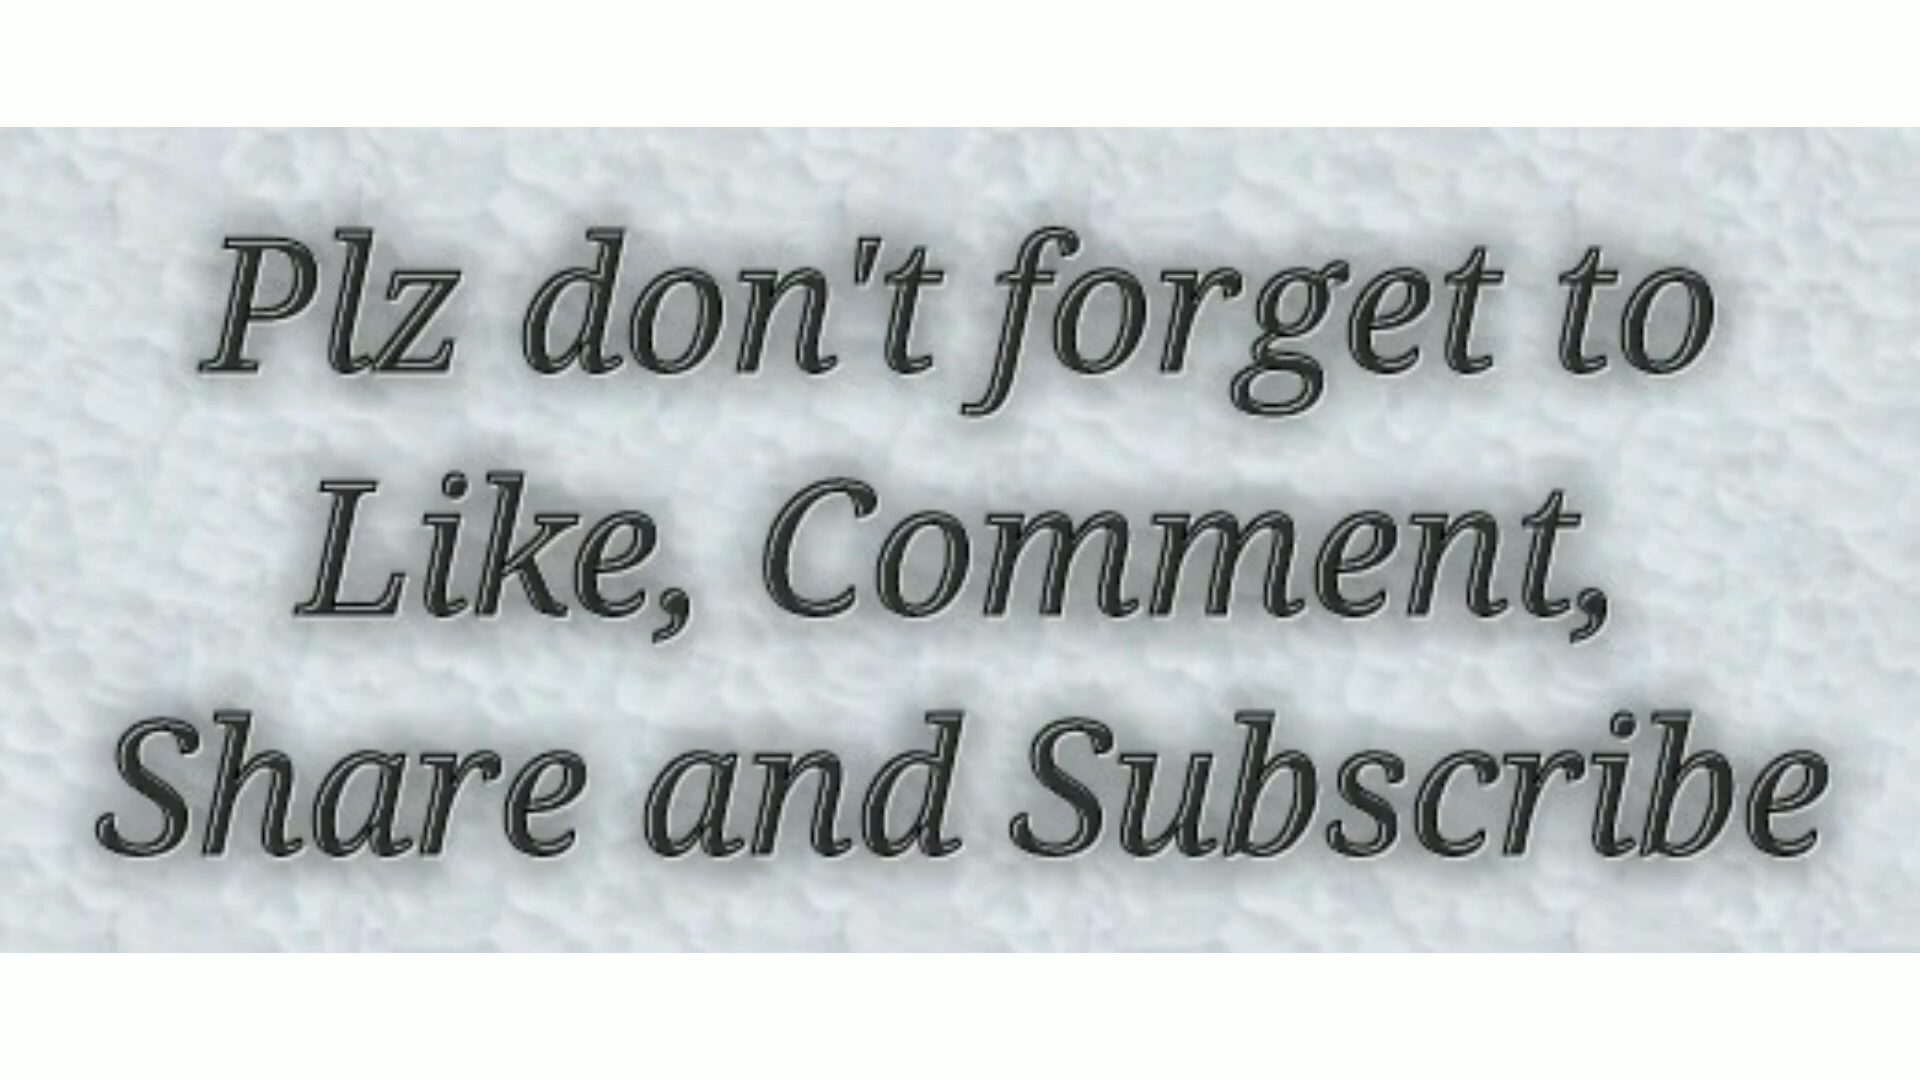 Plz don't forget to
Like, Comment,
Share and Subscribe